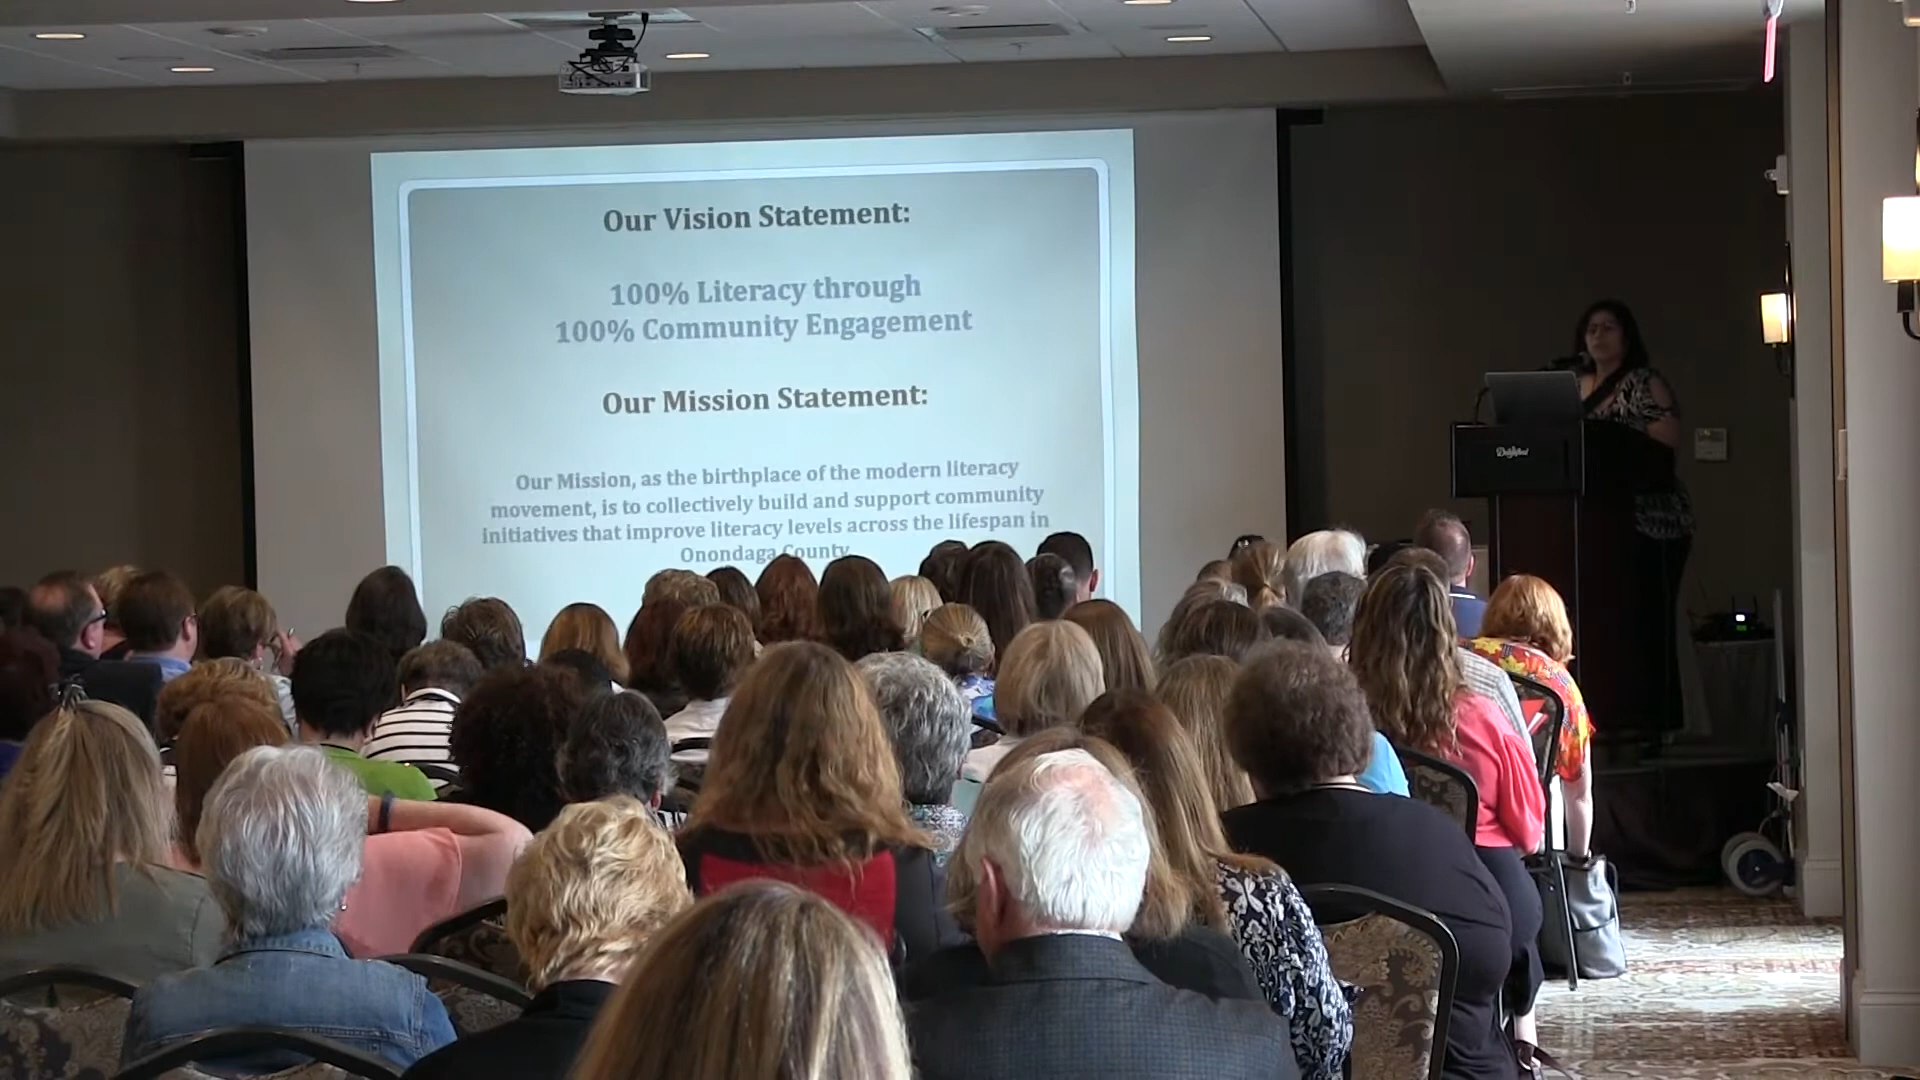 Our Vision Statement:
100% Literacy through
100% Community Engagement
Our Mission Statement:
Our Mission, as the birthplace of the modern literacy
movement, is to collectively build and support community
initiatives that improve literacy levels across the lifespan in
Onondaga County